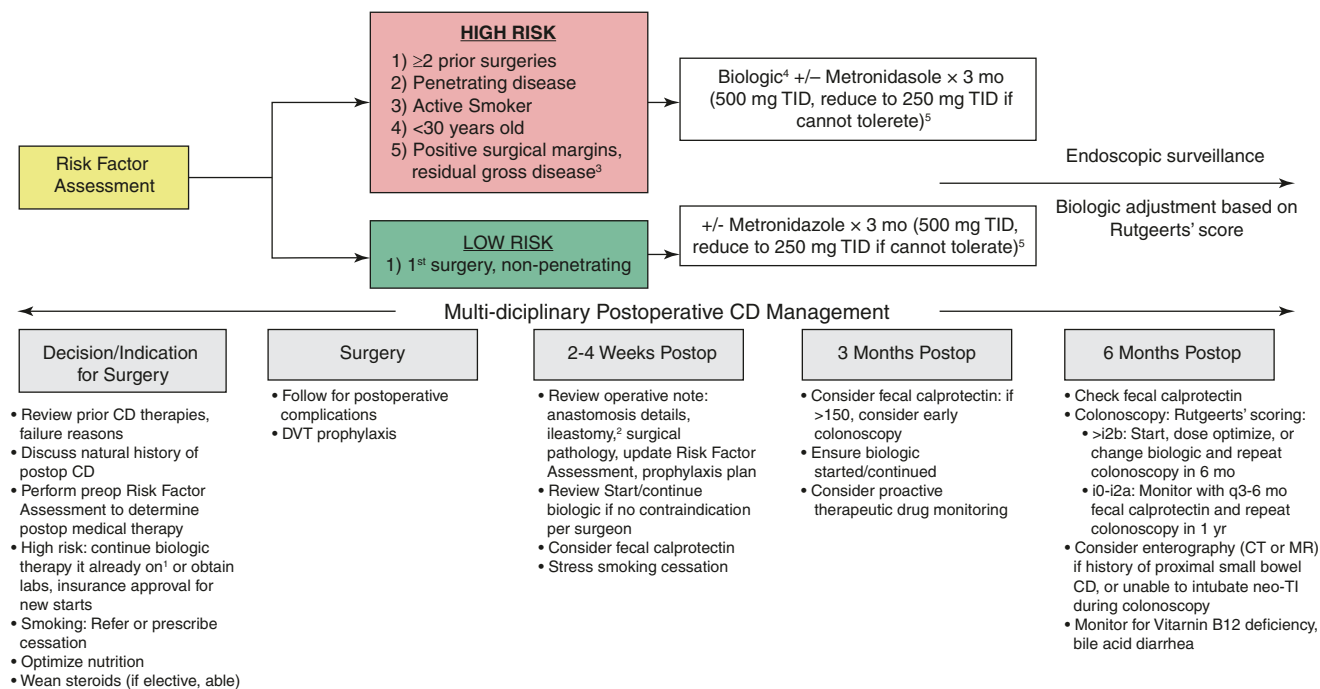 HIGH RISK
1) ≥2 prior surgeries
2) Penetrating disease
3) Active Smoker
4) <30 years old
5) Positive surgical margins,
residual gross disease³
Biologic⁴ +/– Metronidasole × 3 mo
(500 mg TID, reduce to 250 mg TID if
cannot tolerete)⁵
Risk Factor
Assessment
Endoscopic surveillance
Biologic adjustment based on
Rutgeerts' score
LOW RISK
1) 1st surgery, non-penetrating
+/- Metronidazole × 3 mo (500 mg TID,
reduce to 250 mg TID if cannot tolerate)⁵
Multi-diciplinary Postoperative CD Management
Decision/Indication
for Surgery
• Review prior CD therapies,
failure reasons
• Discuss natural history of
postop CD
• Perform preop Risk Factor
Assessment to determine
postop medical therapy
• High risk: continue biologic
therapy it already on¹ or obtain
labs, insurance approval for
new starts
• Smoking: Refer or prescribe
cessation
• Optimize nutrition
• Wean steroids (if elective, able)
Surgery
• Follow for postoperative
complications
• DVT prophylaxis
2-4 Weeks Postop
• Review operative note:
anastomosis details,
ileastomy,² surgical
pathology, update Risk Factor
Assessment, prophylaxis plan
• Review Start/continue
biologic if no contraindication
per surgeon
• Consider fecal calprotectin
• Stress smoking cessation
3 Months Postop
• Consider fecal calprotectin: if
>150, consider early
colonoscopy
• Ensure biologic
started/continued
• Consider proactive
therapeutic drug monitoring
6 Months Postop
• Check fecal calprotectin
• Colonoscopy: Rutgeerts' scoring:
• >i2b: Start, dose optimize, or
change biologic and repeat
colonoscopy in 6 mo
• i0-i2a: Monitor with q3-6 mo
fecal calprotectin and repeat
colonoscopy in 1 yr
• Consider enterography (CT or MR)
if history of proximal small bowel
CD, or unable to intubate neo-TI
during colonoscopy
• Monitor for Vitarnin B12 deficiency,
bile acid diarrhea